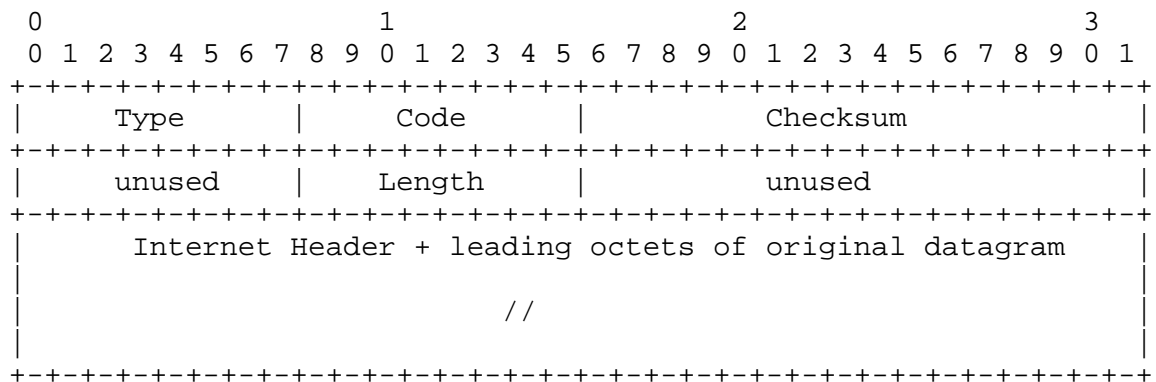 0                   1                   2                   3
 0 1 2 3 4 5 6 7 8 9 0 1 2 3 4 5 6 7 8 9 0 1 2 3 4 5 6 7 8 9 0 1
+-+-+-+-+-+-+-+-+-+-+-+-+-+-+-+-+-+-+-+-+-+-+-+-+-+-+-+-+-+-+-+-+
|     Type      |     Code      |          Checksum             |
+-+-+-+-+-+-+-+-+-+-+-+-+-+-+-+-+-+-+-+-+-+-+-+-+-+-+-+-+-+-+-+-+
|     unused    |    Length     |          unused               |
+-+-+-+-+-+-+-+-+-+-+-+-+-+-+-+-+-+-+-+-+-+-+-+-+-+-+-+-+-+-+-+-+
|      Internet Header + leading octets of original datagram    |
|                                                               |
|                           //                                  |
|                                                               |
+-+-+-+-+-+-+-+-+-+-+-+-+-+-+-+-+-+-+-+-+-+-+-+-+-+-+-+-+-+-+-+-+